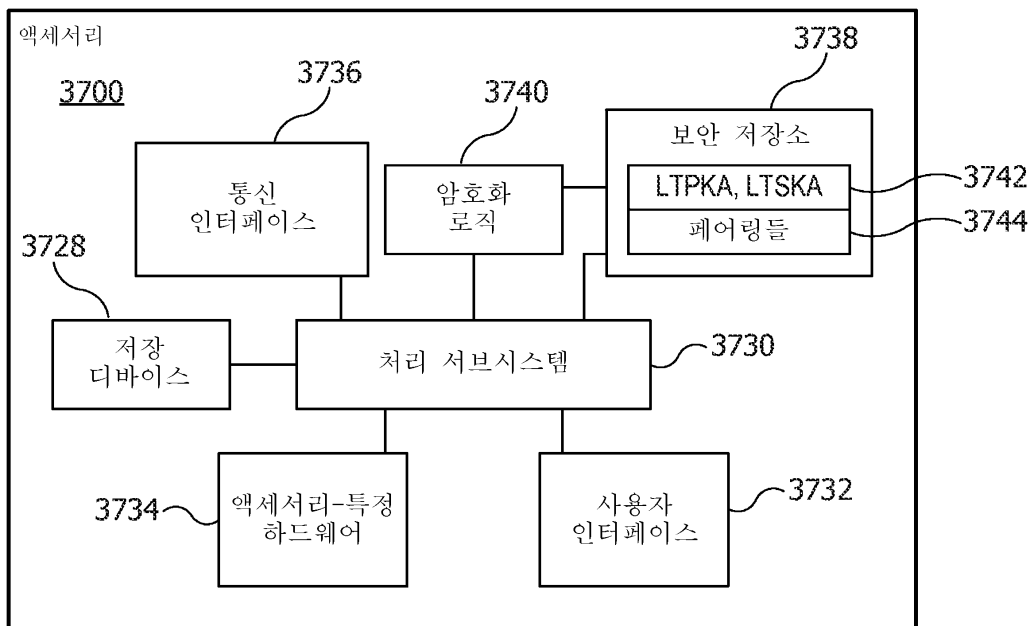 액세서리
3700
3736
3740
3738
통신
인터페이스
암호화
로직
보안 저장소
LTPKA, LTSKA
3742
페어링들
3744
3728
저장
디바이스
처리 서브시스템
3730
3734
액세서리-특정
하드웨어
사용자
인터페이스
3732